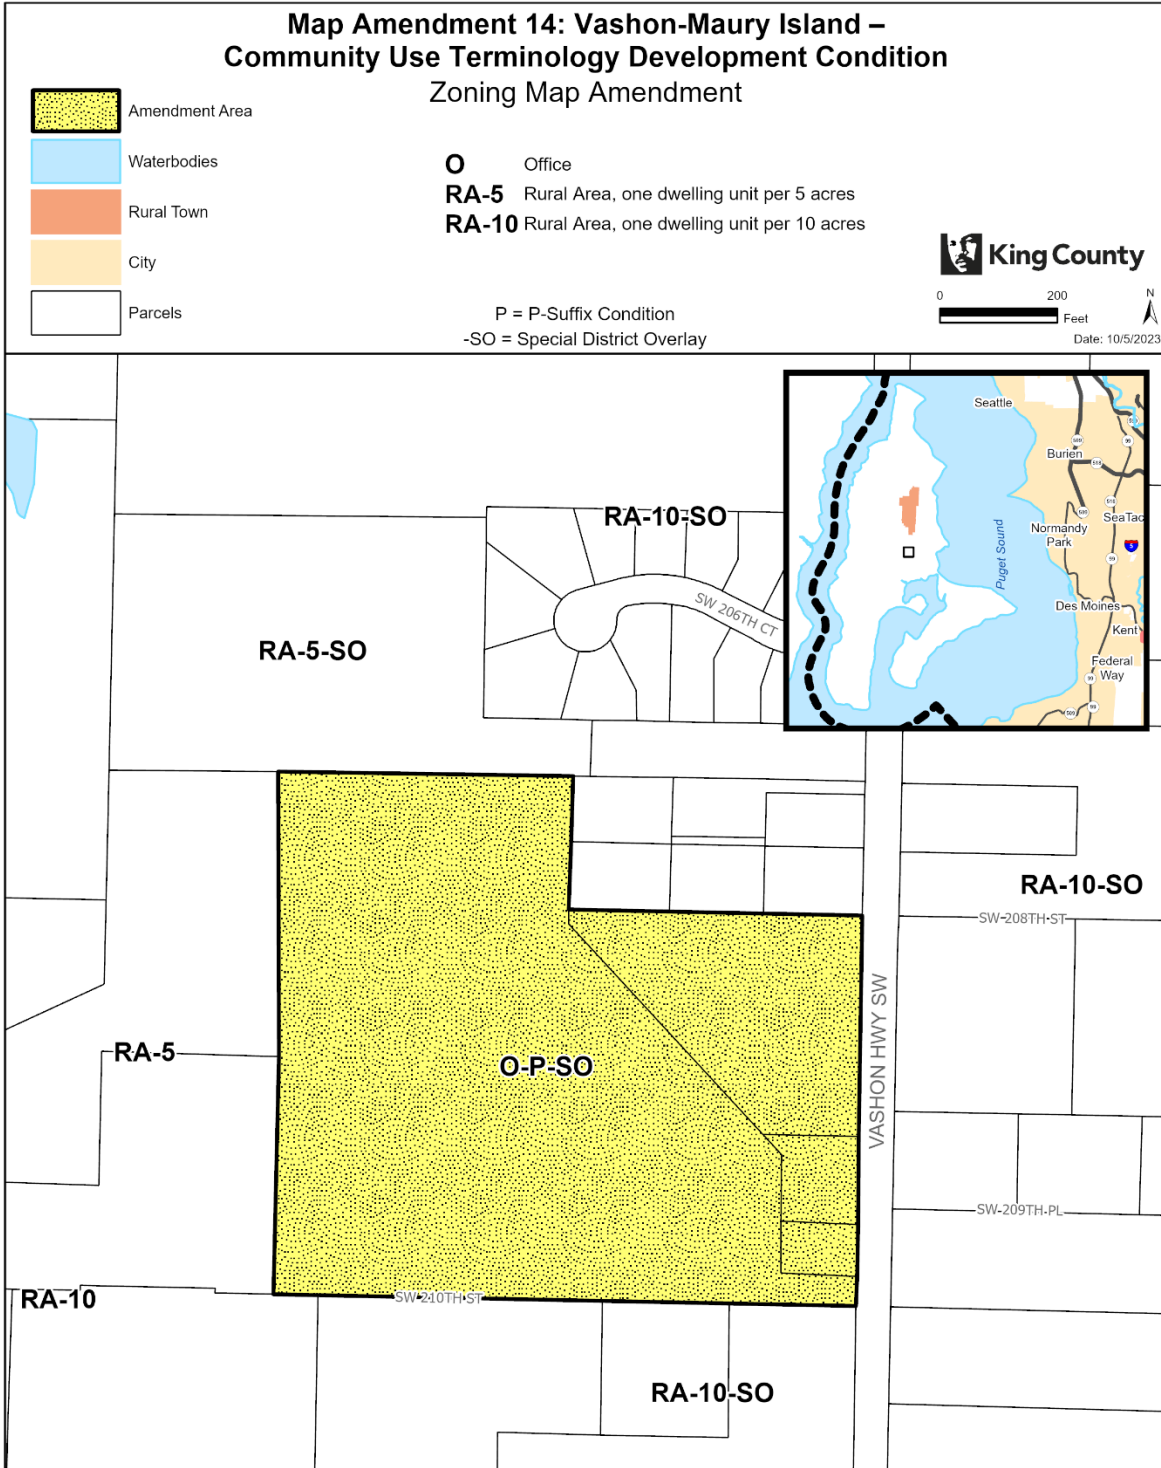 Map Amendment 14: Vashon-Maury Island –
Community Use Terminology Development Condition
Zoning Map Amendment
Amendment Area
Waterbodies
Rural Town
City
Parcels
O Office
RA-5 Rural Area, one dwelling unit per 5 acres
RA-10 Rural Area, one dwelling unit per 10 acres
P = P-Suffix Condition
-SO = Special District Overlay
King County
0 200
Feet
N
Date: 10/5/2023
Seattle
Burien
518
509
99
Normandy
Park
SeaTac
5
Puget Sound
Des Moines
Kent
Federal
Way
RA-10-SO
SW 206TH CT
RA-5-SO
RA-10-SO
SW 208TH ST
VASHON HWY SW
RA-5
O-P-SO
SW 209TH PL
RA-10
SW 210TH ST
RA-10-SO